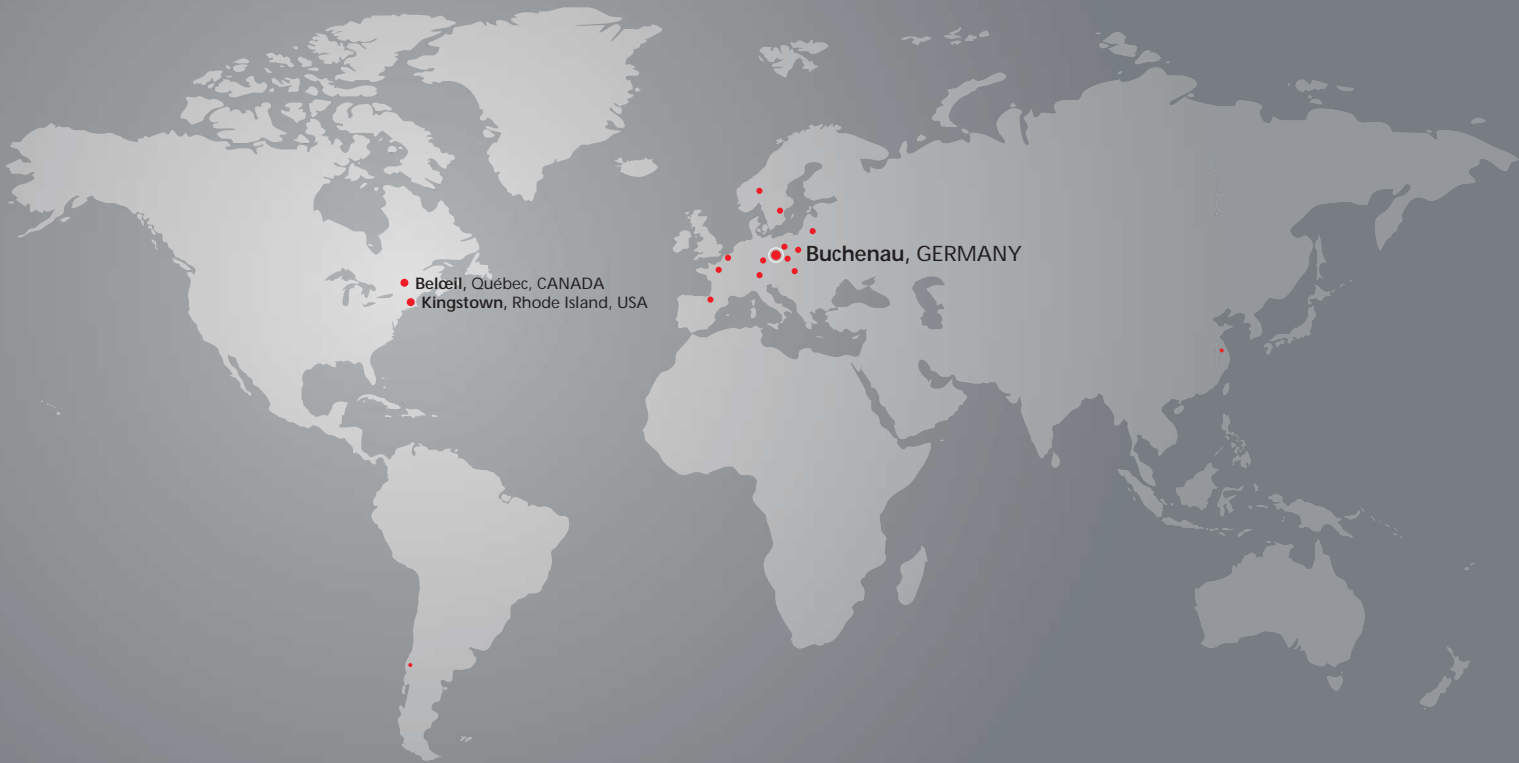 Buchenau, GERMANY
Belœil, Québec, CANADA
Kingstown, Rhode Island, USA